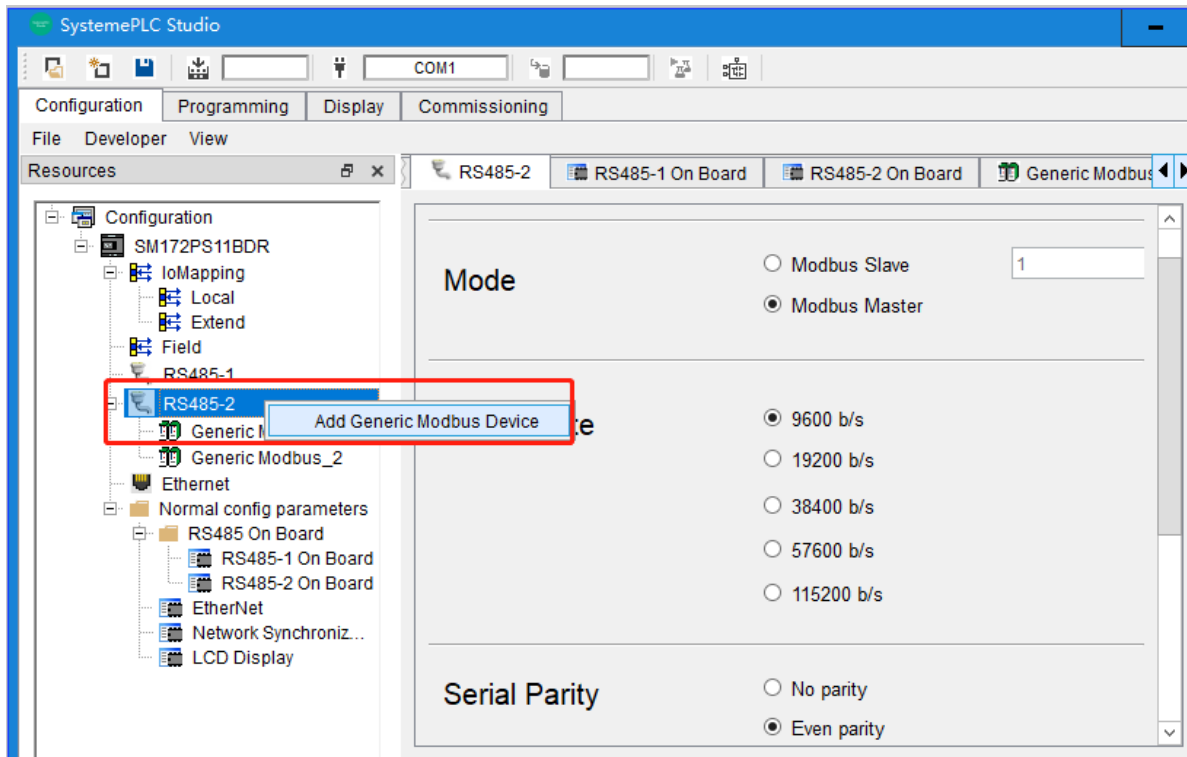 SystemePLC Studio
COM1
Configuration Programming Display Commissioning
File Developer View
Resources
RS485-2 RS485-1 On Board RS485-2 On Board Generic Modbus
Configuration
SM172PS11BDR
IoMapping
Local
Extend
Field
RS485-1
RS485-2
Add Generic Modbus Device
Generic
Generic Modbus_2
Ethernet
Normal config parameters
RS485 On Board
RS485-1 On Board
RS485-2 On Board
EtherNet
Network Synchroniz...
LCD Display
Mode
Modbus Slave 1
Modbus Master
te
9600 b/s
19200 b/s
38400 b/s
57600 b/s
115200 b/s
Serial Parity
No parity
Even parity